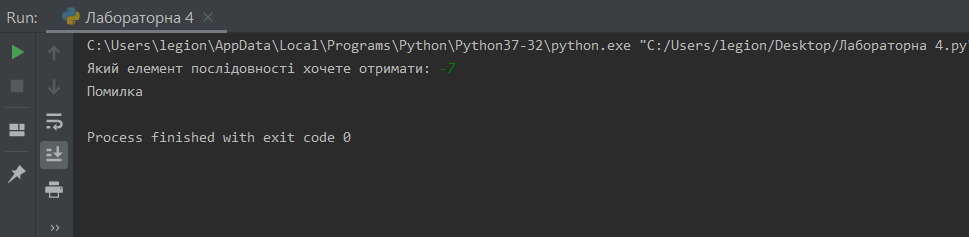 Run: Лабораторна 4
C:\Users\legion\AppData\Local\Programs\Python\Python37-32\python.exe "C:/Users/legion/Desktop/Лабораторна 4.py
Який елемент послідовності хочете отримати: -7
Помилка
Process finished with exit code 0